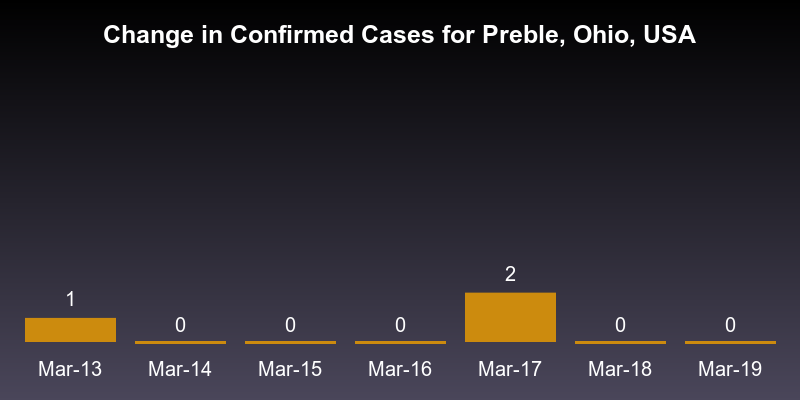 Change in Confirmed Cases for Preble, Ohio, USA
2
1
0 0 0 0 0
Mar-13 Mar-14 Mar-15 Mar-16 Mar-17 Mar-18 Mar-19